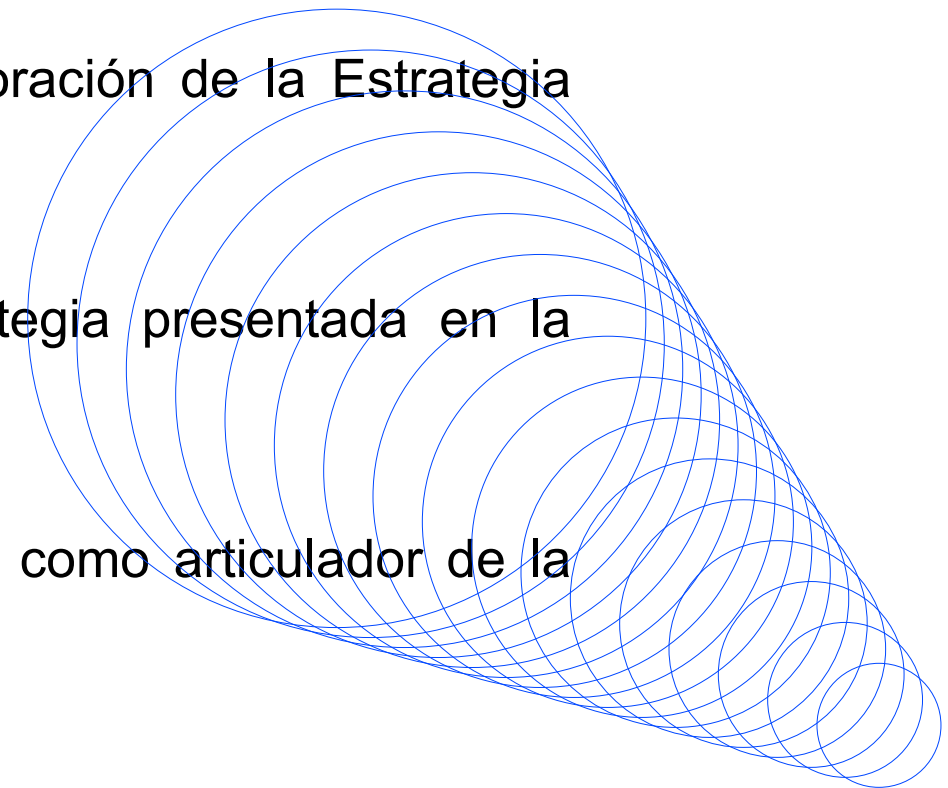 oración de la Estrategia
tegia presentada en la
como articulador de la